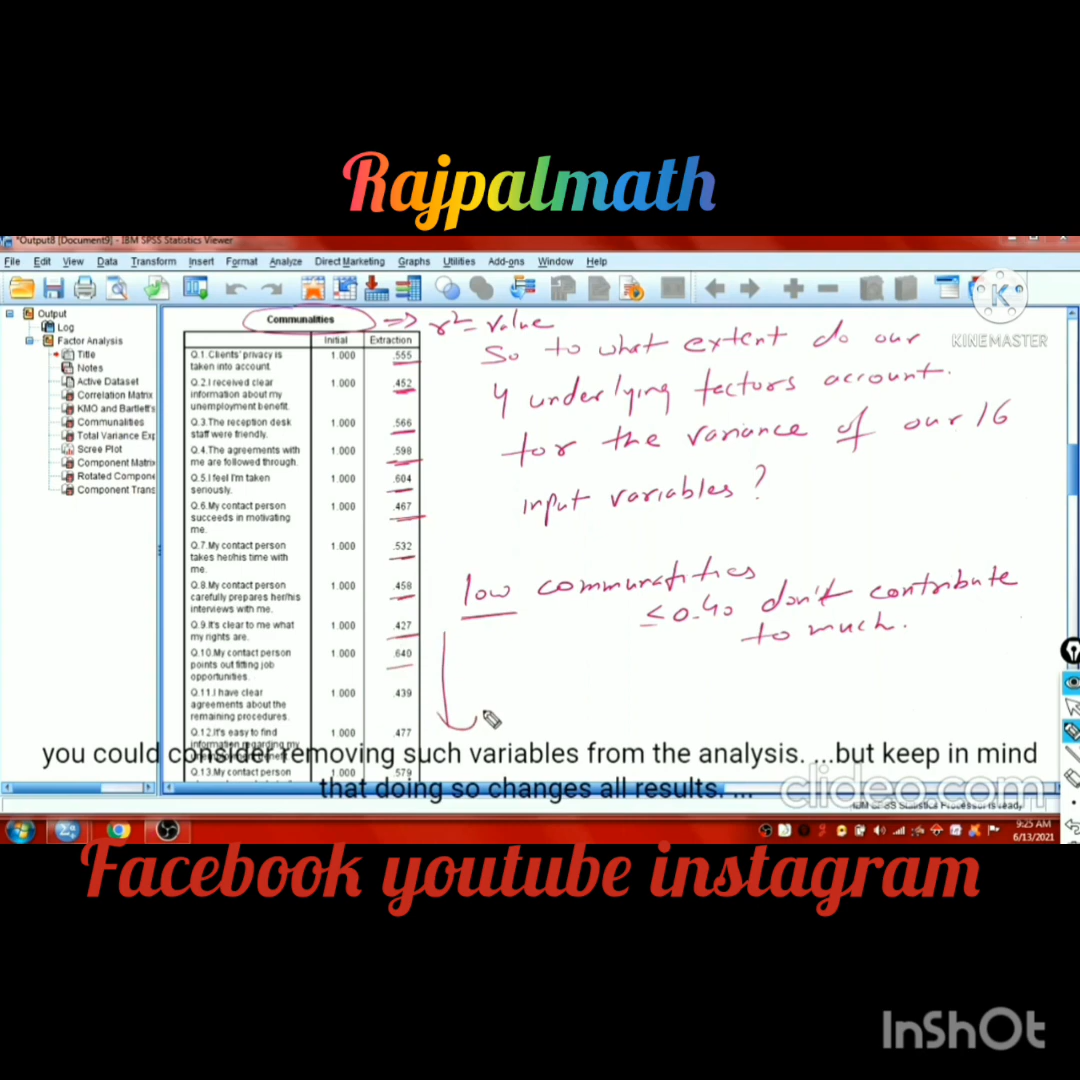 Rajpalmath
*Output8 [Document9] - IBM SPSS Statistics Viewer
File Edit View Data Transform Insert Format Analyze Direct Marketing Graphs Utilities Add-ons Window Help
Output
Log
Factor Analysis
Title
Notes
Active Dataset
Correlation Matrix
KMO and Bartlett's
Communalities
Total Variance Exp
Scree Plot
Component Matrix
Rotated Compone
Component Trans
Communalities
Initial Extraction
Q.1.Clients' privacy is 1.000 .555
taken into account.
Q.2.I received clear 1.000 .452
information about my
unemployment benefit.
Q.3.The reception desk 1.000 .566
staff were friendly.
Q.4.The agreements with 1.000 .598
me are followed through.
Q.5.I feel I'm taken 1.000 .604
seriously.
Q.6.My contact person 1.000 .467
succeeds in motivating
me.
Q.7.My contact person 1.000 .532
takes he/his time with
me.
Q.8.My contact person 1.000 .458
carefully prepares her/his
interviews with me.
Q.9.It's clear to me what 1.000 .427
my rights are.
Q.10.My contact person 1.000 .640
points out fitting job
opportunities.
Q.11.I have clear 1.000 .439
agreements about the
remaining procedures.
Q.12.It's easy to find 1.000 .477
information regarding my
Q.13.My contact person 1.000 .579
=> r² = value
So to what extent do our
4 underlying factors account
for the variance of our 16
input variables?
low communalities
≤ 0.40 don't contribute
to much.
K
KINEMASTER
you could consider removing such variables from the analysis. ...but keep in mind
that doing so changes all results. ...
clideo.com
IBM SPSS Statistics Processor is ready
9:25 AM
6/13/2021
Facebook youtube instagram
InShOt